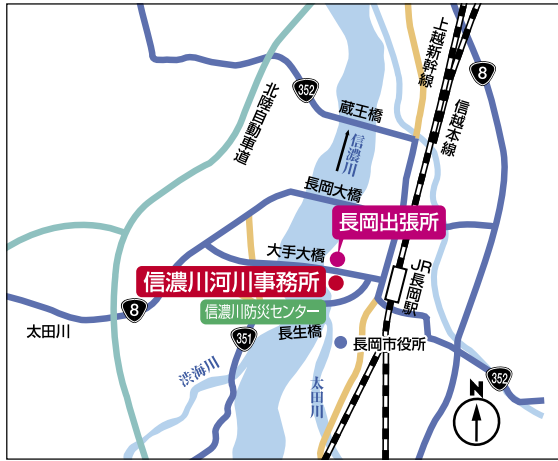 上越新幹線
8
信越本線
352
蔵王橋
北陸自動車道
信濃川
長岡大橋
長岡出張所
大手大橋
信濃川河川事務所
JR長岡駅
8
信濃川防災センター
太田川
351
長生橋
長岡市役所
渋海川
太田川
352
N